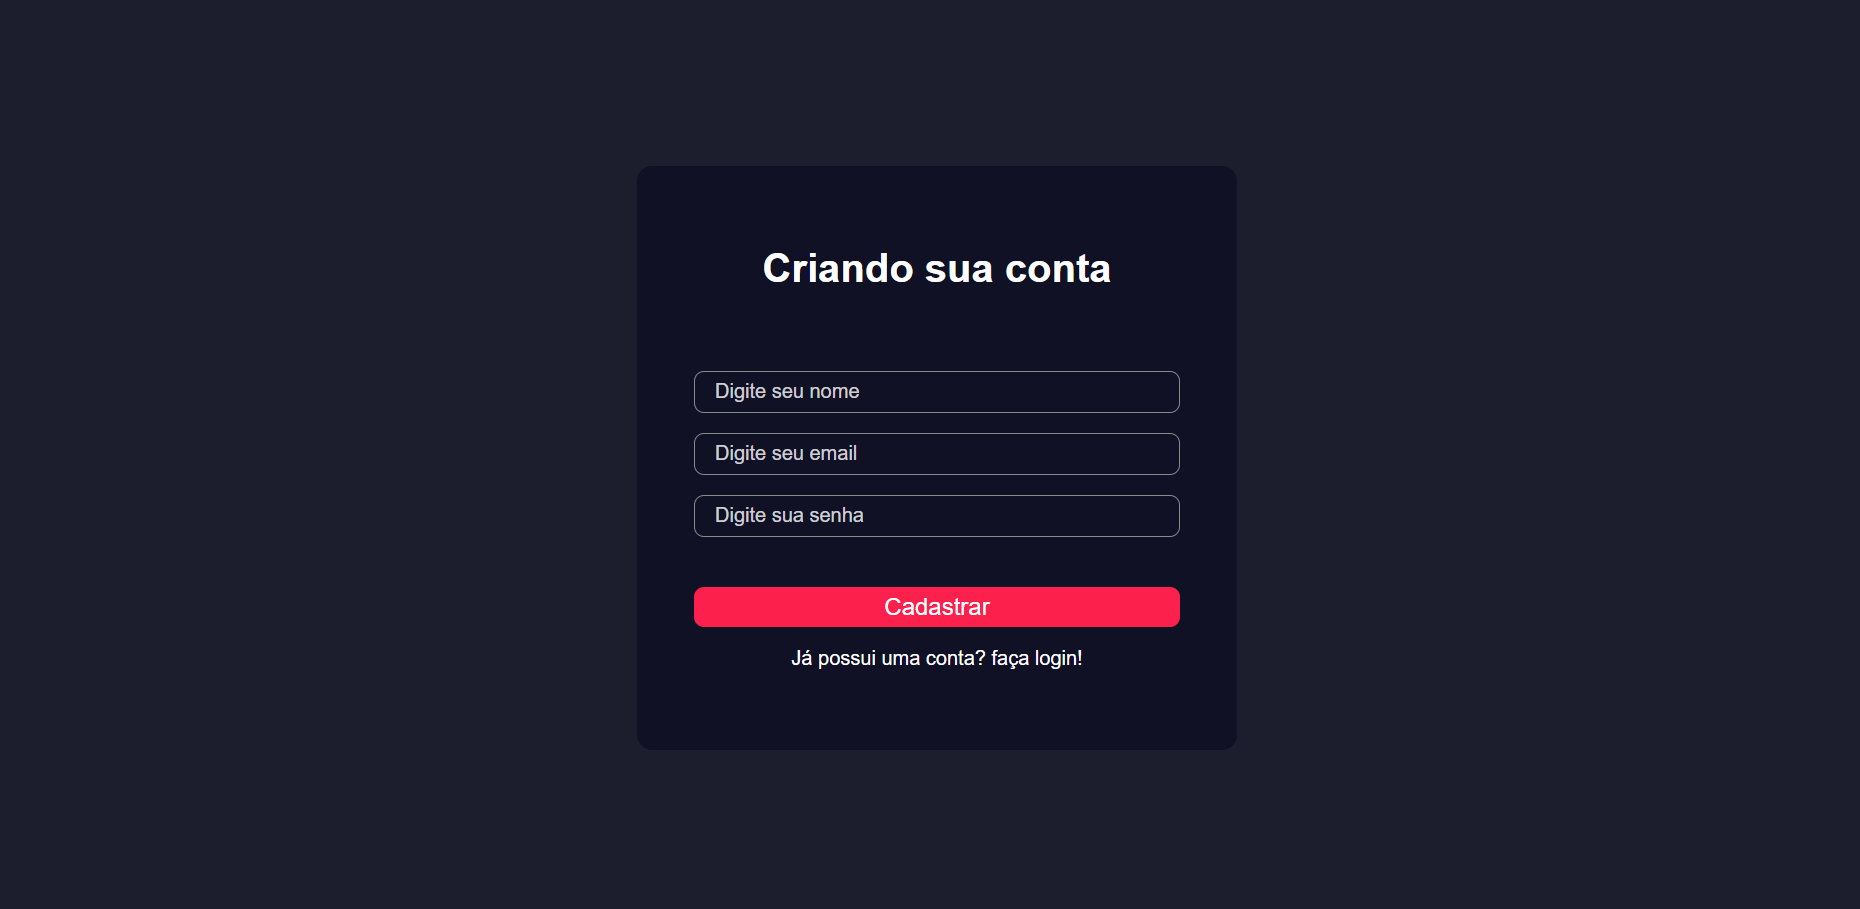 Criando sua conta
Digite seu nome
Digite seu email
Digite sua senha
Cadastrar
Já possui uma conta? faça login!